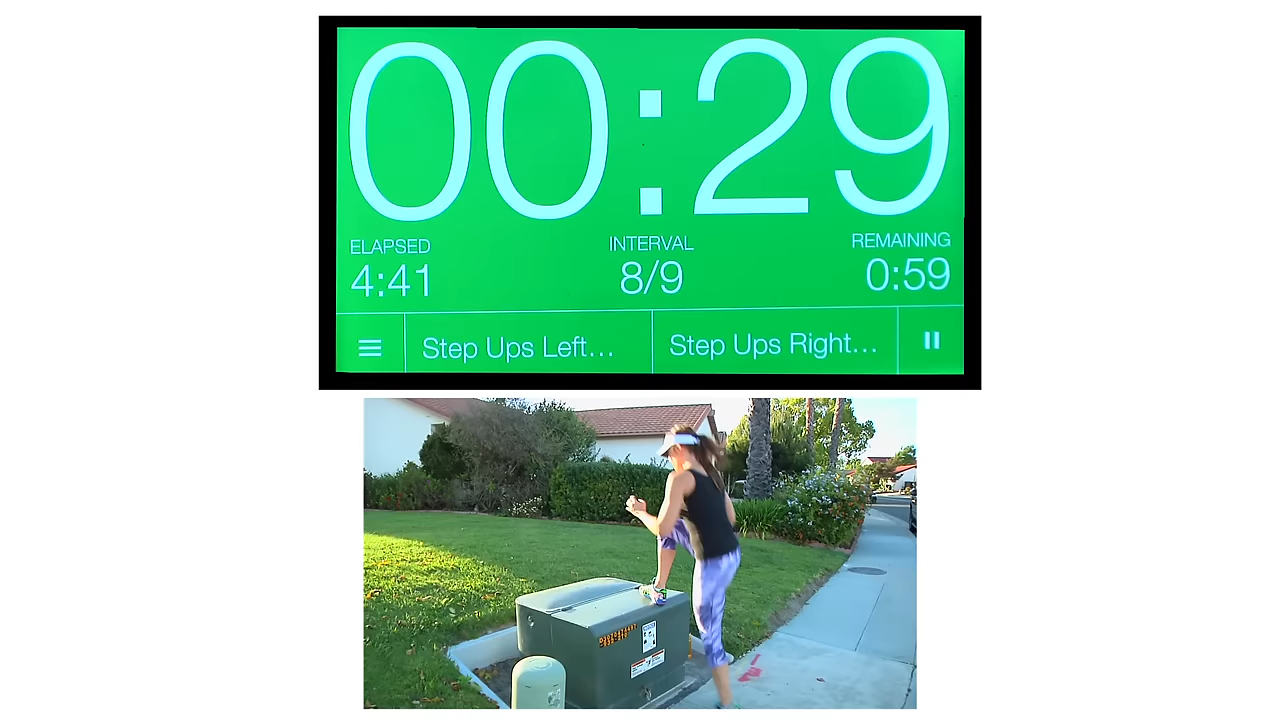 00:29
ELAPSED INTERVAL REMAINING
4:41 8/9 0:59
Step Ups Left... Step Ups Right...